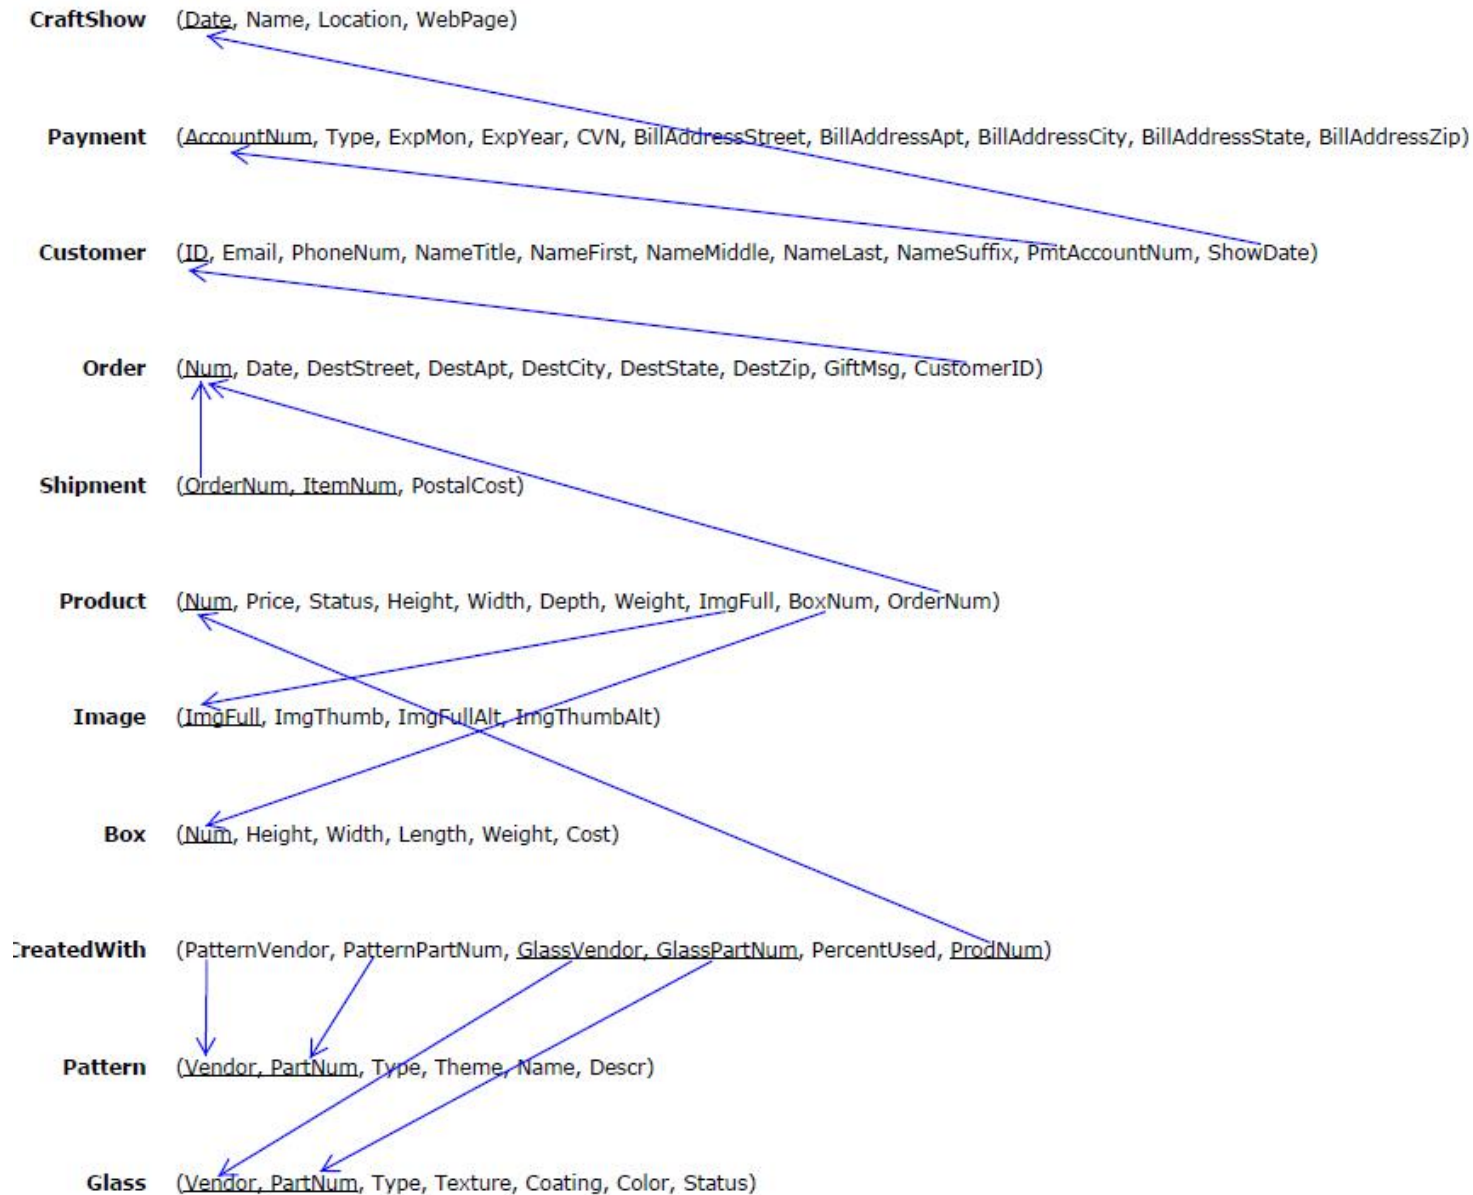 CraftShow (Date, Name, Location, WebPage)
Payment (AccountNum, Type, ExpMon, ExpYear, CVN, BillAddressStreet, BillAddressApt, BillAddressCity, BillAddressState, BillAddressZip)
Customer (ID, Email, PhoneNum, NameTitle, NameFirst, NameMiddle, NameLast, NameSuffix, PmtAccountNum, ShowDate)
Order (Num, Date, DestStreet, DestApt, DestCity, DestState, DestZip, GiftMsg, CustomerID)
Shipment (OrderNum, ItemNum, PostalCost)
Product (Num, Price, Status, Height, Width, Depth, Weight, ImgFull, BoxNum, OrderNum)
Image (ImgFull, ImgThumb, ImgFullAlt, ImgThumbAlt)
Box (Num, Height, Width, Length, Weight, Cost)
CreatedWith (PatternVendor, PatternPartNum, GlassVendor, GlassPartNum, PercentUsed, ProdNum)
Pattern (Vendor, PartNum, Type, Theme, Name, Descr)
Glass (Vendor, PartNum, Type, Texture, Coating, Color, Status)